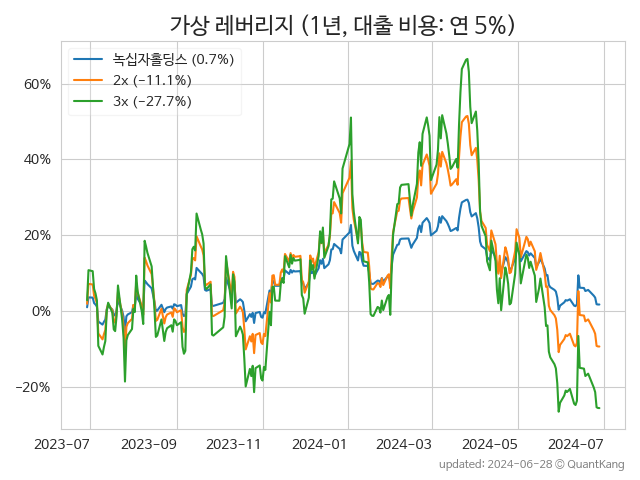 가상 레버리지 (1년, 대출 비용: 연 5%)
녹십자홀딩스 (0.7%)
2x (−11.1%)
3x (−27.7%)
60%
40%
20%
0%
−20%
2023-07 2023-09 2023-11 2024-01 2024-03 2024-05 2024-07
updated: 2024-06-28 © QuantKang